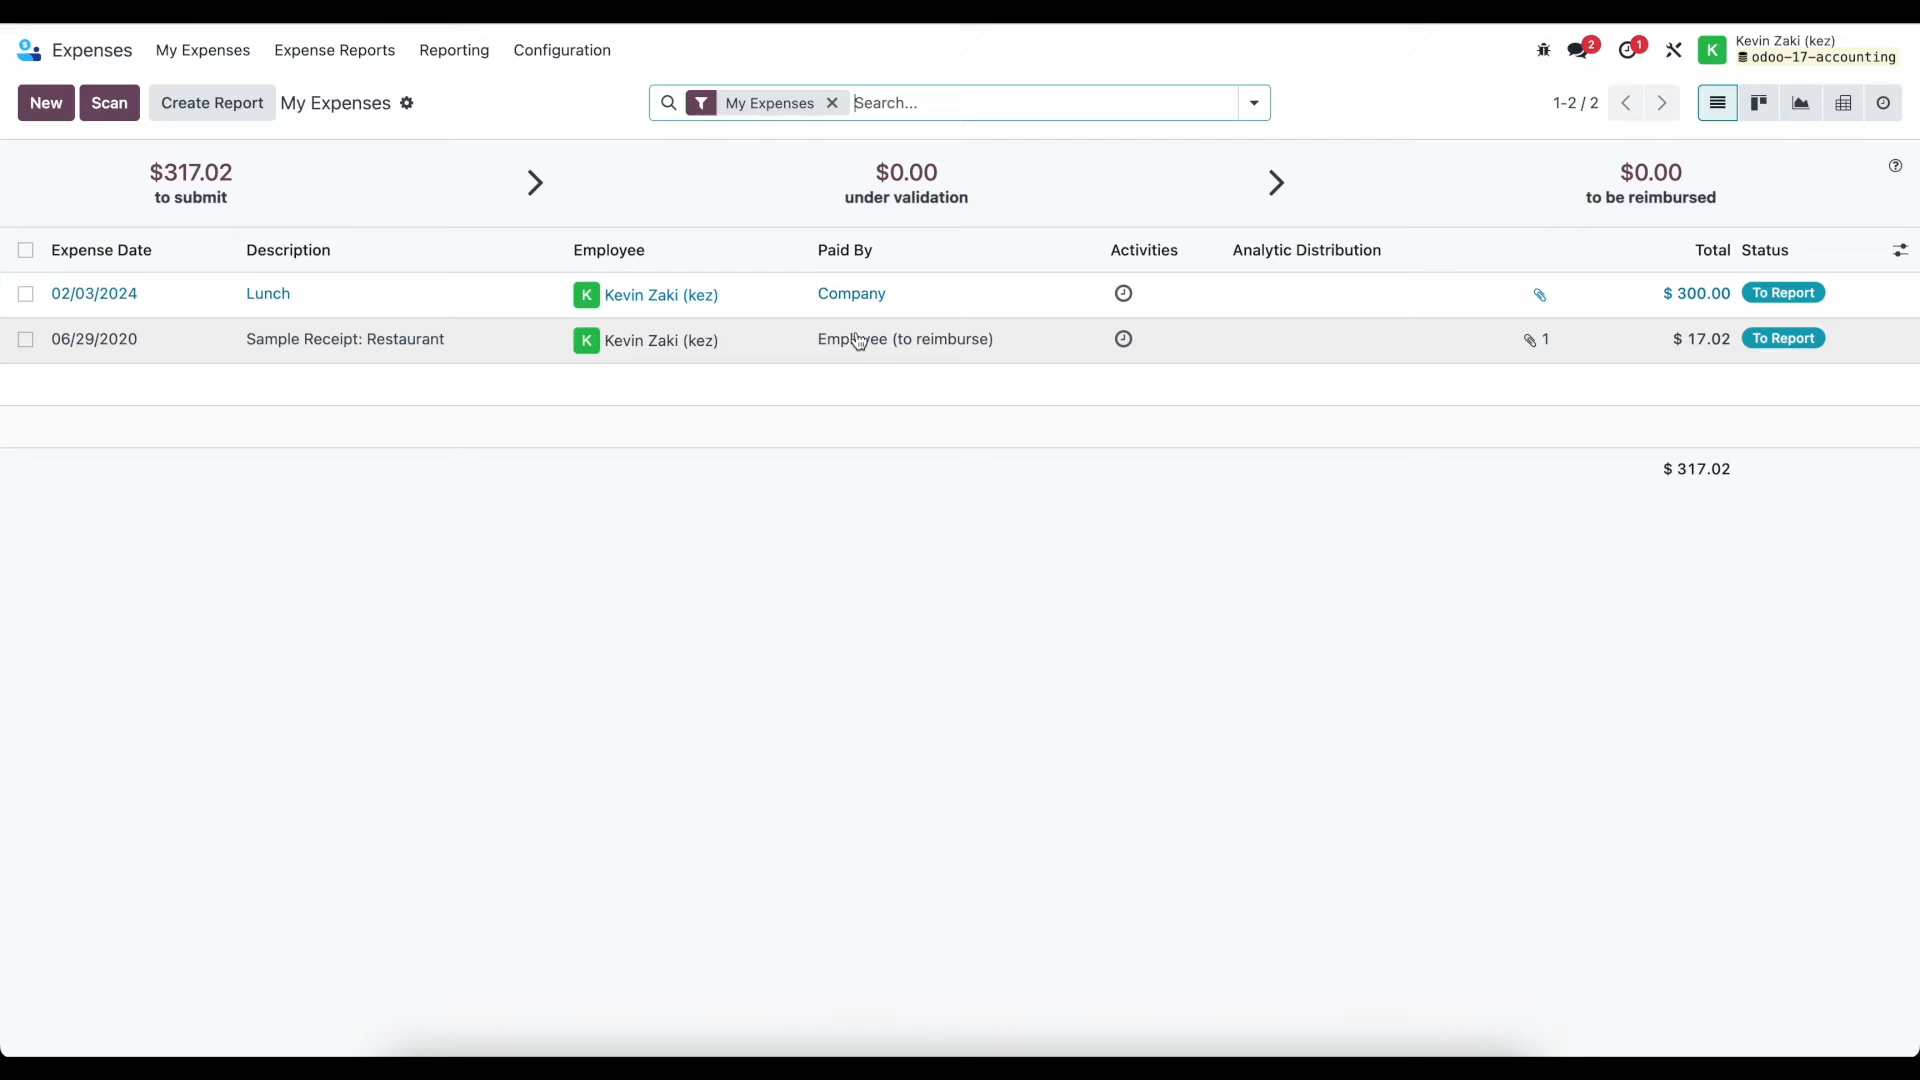 Expenses My Expenses Expense Reports Reporting Configuration 2 1 K Kevin Zaki (kez)
odoo-17-accounting
New Scan Create Report My Expenses My Expenses Search... 1-2 / 2
$317.02 $0.00 $0.00
to submit under validation to be reimbursed
Expense Date Description Employee Paid By Activities Analytic Distribution Total Status
02/03/2024 Lunch K Kevin Zaki (kez) Company $ 300.00 To Report
06/29/2020 Sample Receipt: Restaurant K Kevin Zaki (kez) Employee (to reimburse) 1 $ 17.02 To Report
$ 317.02